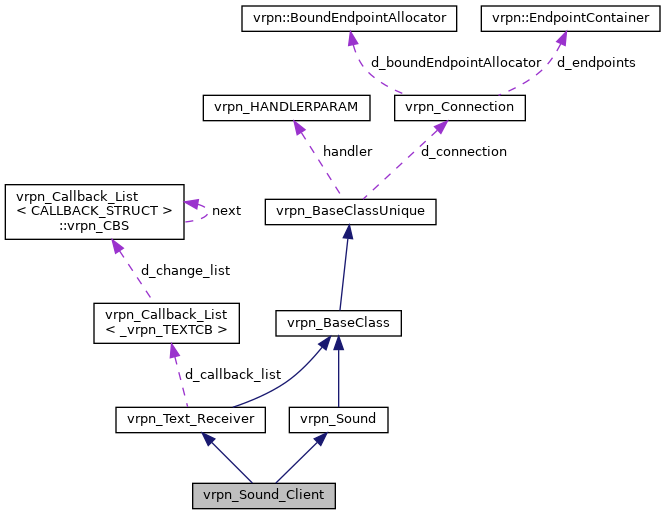 vrpn::BoundEndpointAllocator
vrpn::EndpointContainer
d_boundEndpointAllocator
d_endpoints
vrpn_HANDLERPARAM
vrpn_Connection
handler
d_connection
vrpn_Callback_List
< CALLBACK_STRUCT >
::vrpn_CBS
next
vrpn_BaseClassUnique
d_change_list
vrpn_Callback_List
< _vrpn_TEXTCB >
vrpn_BaseClass
d_callback_list
vrpn_Text_Receiver
vrpn_Sound
vrpn_Sound_Client